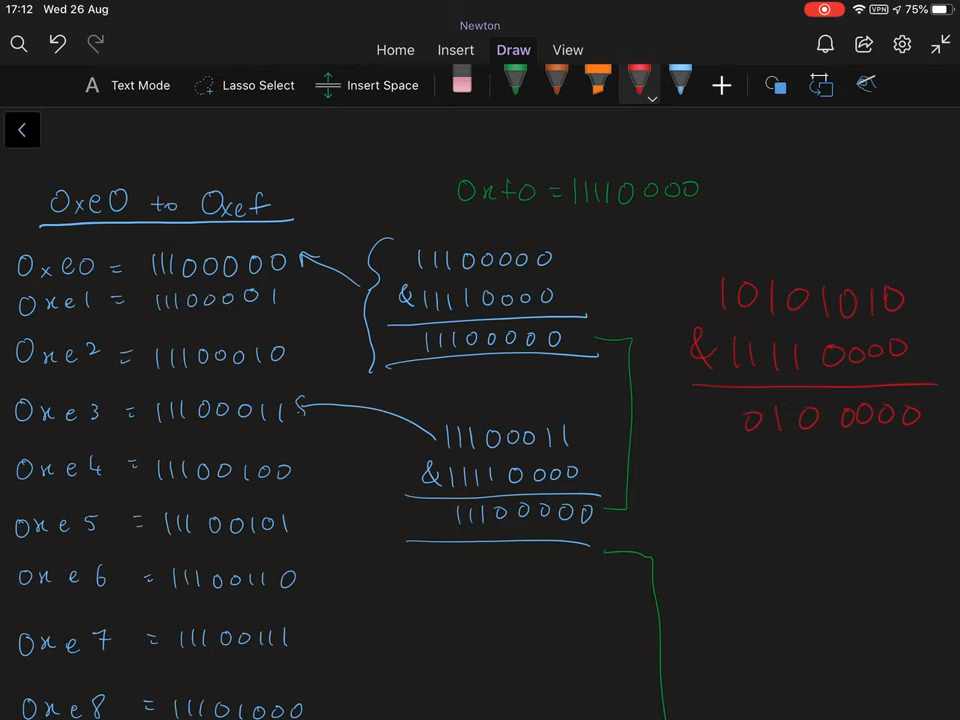 17:12 Wed 26 Aug
VPN 75%
Newton
Home Insert Draw View
A Text Mode Lasso Select Insert Space
0xe0 to 0xef
0xf0 = 11110000
0xe0 = 11100000
0xe1 = 11100001
0xe2 = 11100010
0xe3 = 11100011
0xe4 = 11100100
0xe5 = 11100101
0xe6 = 11100110
0xe7 = 11100111
0xe8 = 11101000
11100000
&11110000
11100000
11100011
&11110000
11100000
10101010
&11110000
0100000